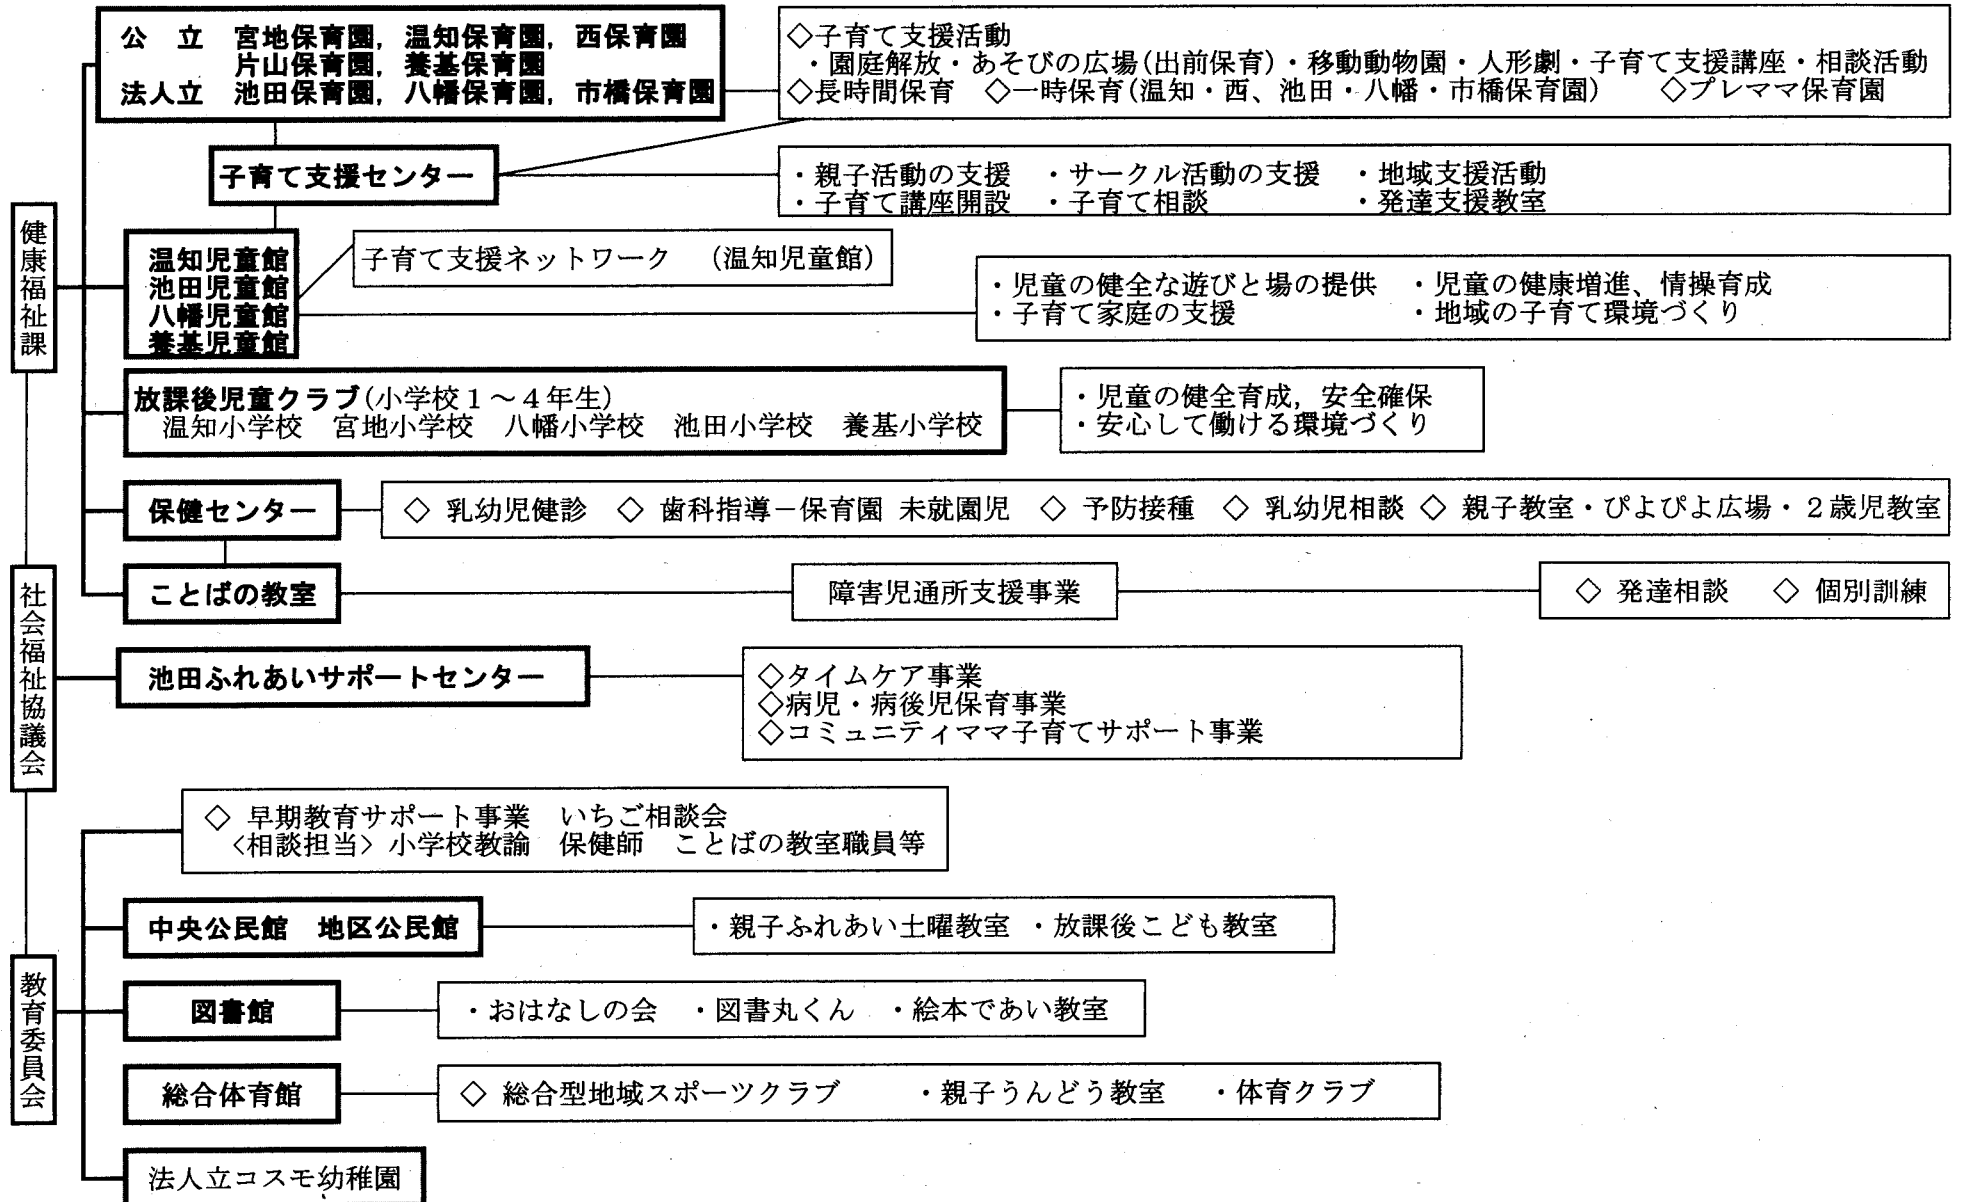 公　立　宮地保育園，温知保育園，西保育園
片山保育園，養基保育園
法人立　池田保育園，八幡保育園，市橋保育園
◇子育て支援活動
・園庭解放・あそびの広場(出前保育)・移動動物園・人形劇・子育て支援講座・相談活動
◇長時間保育　◇一時保育(温知・西、池田・八幡・市橋保育園)　◇プレママ保育園
子育て支援センター
・親子活動の支援　・サークル活動の支援　・地域支援活動
・子育て講座開設　・子育て相談　・発達支援教室
健康福祉課
温知児童館
池田児童館
八幡児童館
養基児童館
子育て支援ネットワーク　(温知児童館)
・児童の健全な遊びと場の提供　・児童の健康増進、情操育成
・子育て家庭の支援　・地域の子育て環境づくり
放課後児童クラブ(小学校１～４年生)
温知小学校　宮地小学校　八幡小学校　池田小学校　養基小学校
・児童の健全育成，安全確保
・安心して働ける環境づくり
保健センター
◇ 乳幼児健診　◇ 歯科指導－保育園 未就園児　◇ 予防接種　◇ 乳幼児相談 ◇ 親子教室・ぴよぴよ広場・２歳児教室
ことばの教室
障害児通所支援事業
◇ 発達相談　◇ 個別訓練
社会福祉協議会
池田ふれあいサポートセンター
◇タイムケア事業
◇病児・病後児保育事業
◇コミュニティママ子育てサポート事業
◇ 早期教育サポート事業　いちご相談会
<相談担当> 小学校教諭　保健師　ことばの教室職員等
中央公民館　地区公民館
・親子ふれあい土曜教室　・放課後こども教室
教育委員会
図書館
・おはなしの会　・図書丸くん　・絵本であい教室
総合体育館
◇ 総合型地域スポーツクラブ　・親子うんどう教室　・体育クラブ
法人立コスモ幼稚園